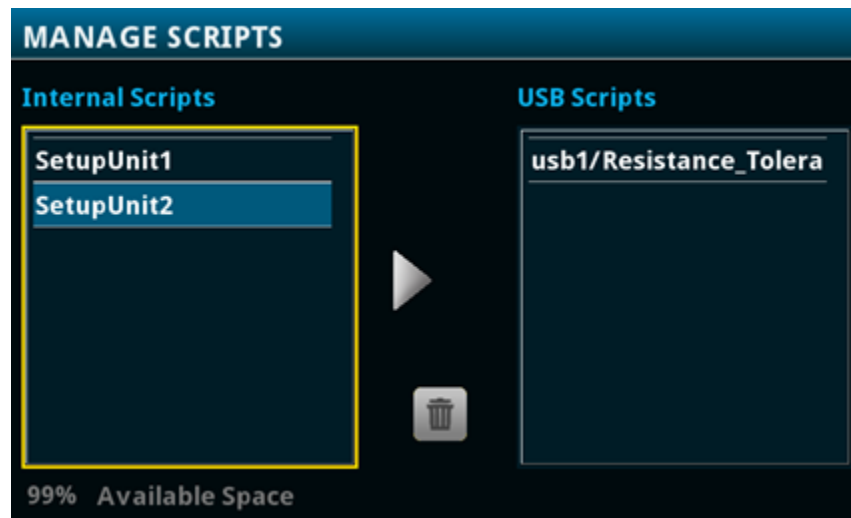 MANAGE SCRIPTS
Internal Scripts
USB Scripts
SetupUnit1
usb1/Resistance_Tolera
SetupUnit2
99% Available Space